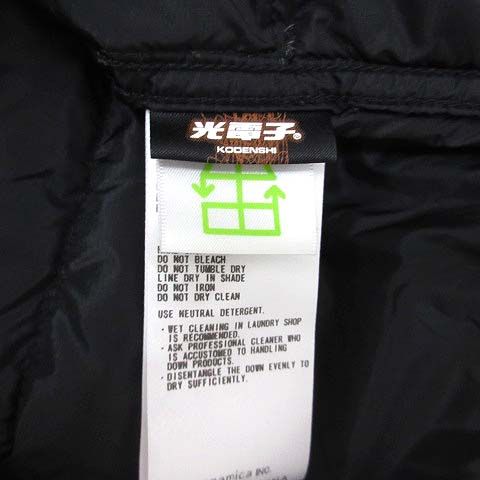 光電子®
KODENSHI
DO NOT BLEACH
DO NOT TUMBLE DRY
LINE DRY IN SHADE
DO NOT IRON
DO NOT DRY CLEAN
USE NEUTRAL DETERGENT.
・WET CLEANING IN LAUNDRY SHOP
IS RECOMMENDED.
・ASK PROFESSIONAL CLEANER WHO
IS ACCUSTOMED TO HANDLING
DOWN PRODUCTS.
・DISENTANGLE THE DOWN EVENLY TO
DRY SUFFICIENTLY.
namica INC.